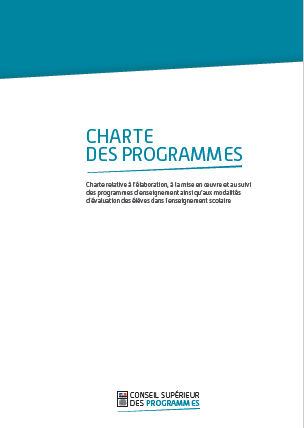 CHARTE
DES PROGRAMMES
Charte relative à l'élaboration, à la mise en œuvre et au suivi
des programmes d'enseignement ainsi qu'aux modalités
d'évaluation des élèves dans l'enseignement scolaire
CONSEIL SUPÉRIEUR
DES PROGRAMMES